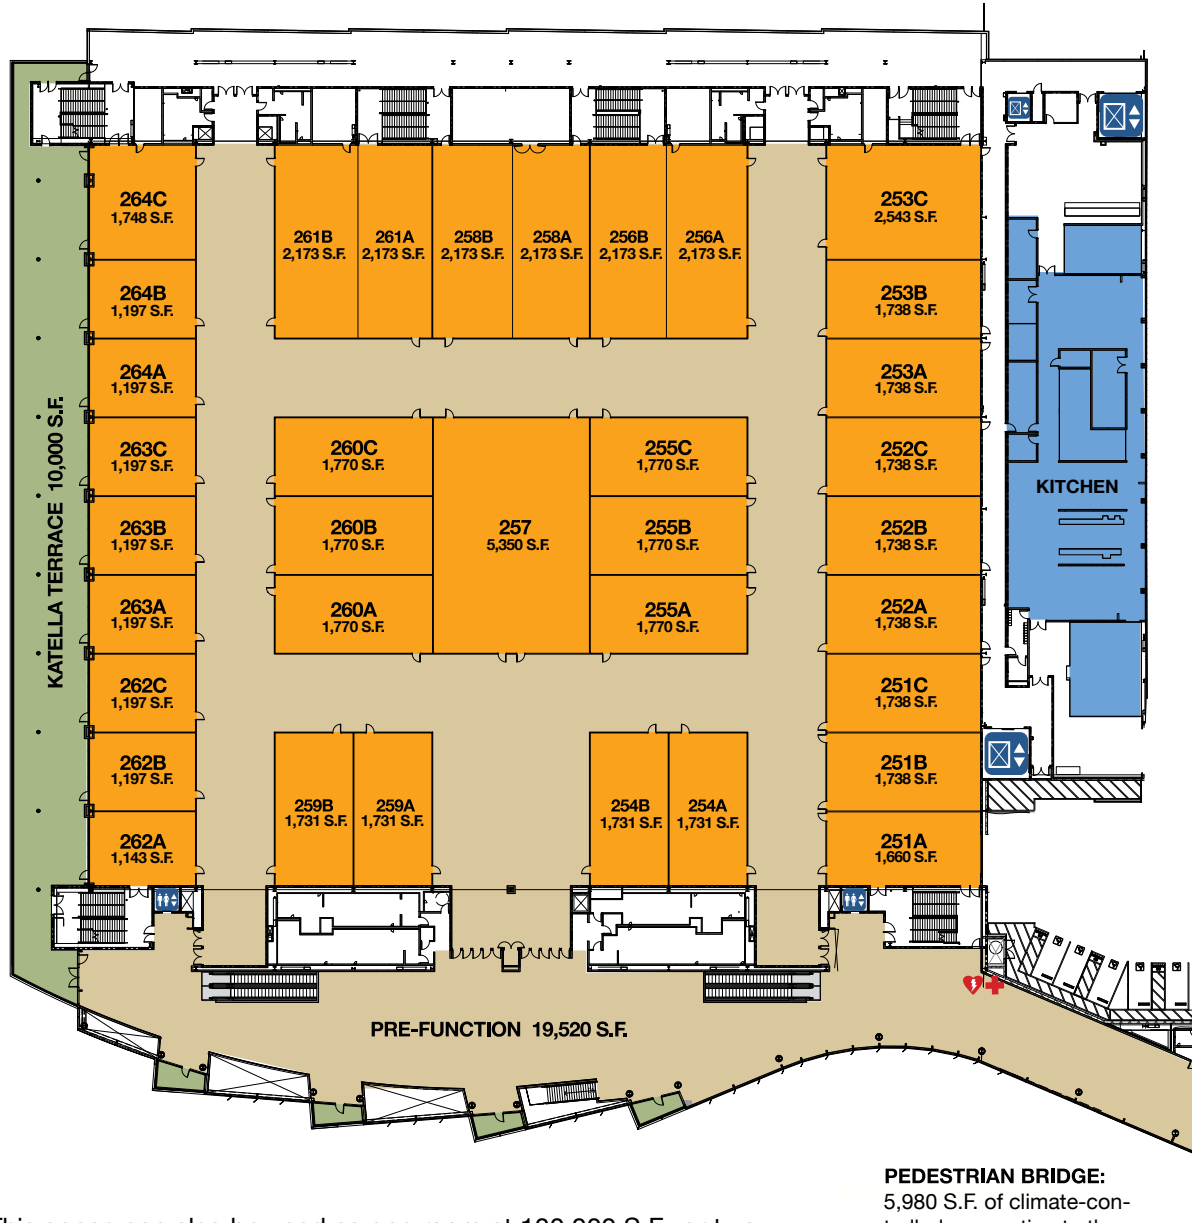 264C
1,748 S.F.
261B
2,173 S.F.
261A
2,173 S.F.
258B
2,173 S.F.
258A
2,173 S.F.
256B
2,173 S.F.
256A
2,173 S.F.
253C
2,543 S.F.
264B
1,197 S.F.
253B
1,738 S.F.
264A
1,197 S.F.
253A
1,738 S.F.
KATELLA TERRACE 10,000 S.F.
263C
1,197 S.F.
260C
1,770 S.F.
255C
1,770 S.F.
252C
1,738 S.F.
KITCHEN
263B
1,197 S.F.
260B
1,770 S.F.
257
5,350 S.F.
255B
1,770 S.F.
252B
1,738 S.F.
263A
1,197 S.F.
260A
1,770 S.F.
255A
1,770 S.F.
252A
1,738 S.F.
262C
1,197 S.F.
251C
1,738 S.F.
262B
1,197 S.F.
251B
1,738 S.F.
259B
1,731 S.F.
259A
1,731 S.F.
254B
1,731 S.F.
254A
1,731 S.F.
262A
1,143 S.F.
251A
1,660 S.F.
PRE-FUNCTION 19,520 S.F.
PEDESTRIAN BRIDGE:
5,980 S.F. of climate-con-